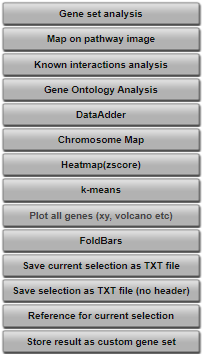 Gene set analysis
Map on pathway image
Known interactions analysis
Gene Ontology Analysis
DataAdder
Chromosome Map
Heatmap(zscore)
k-means
Plot all genes (xy, volcano etc)
FoldBars
Save current selection as TXT file
Save selection as TXT file (no header)
Reference for current selection
Store result as custom gene set